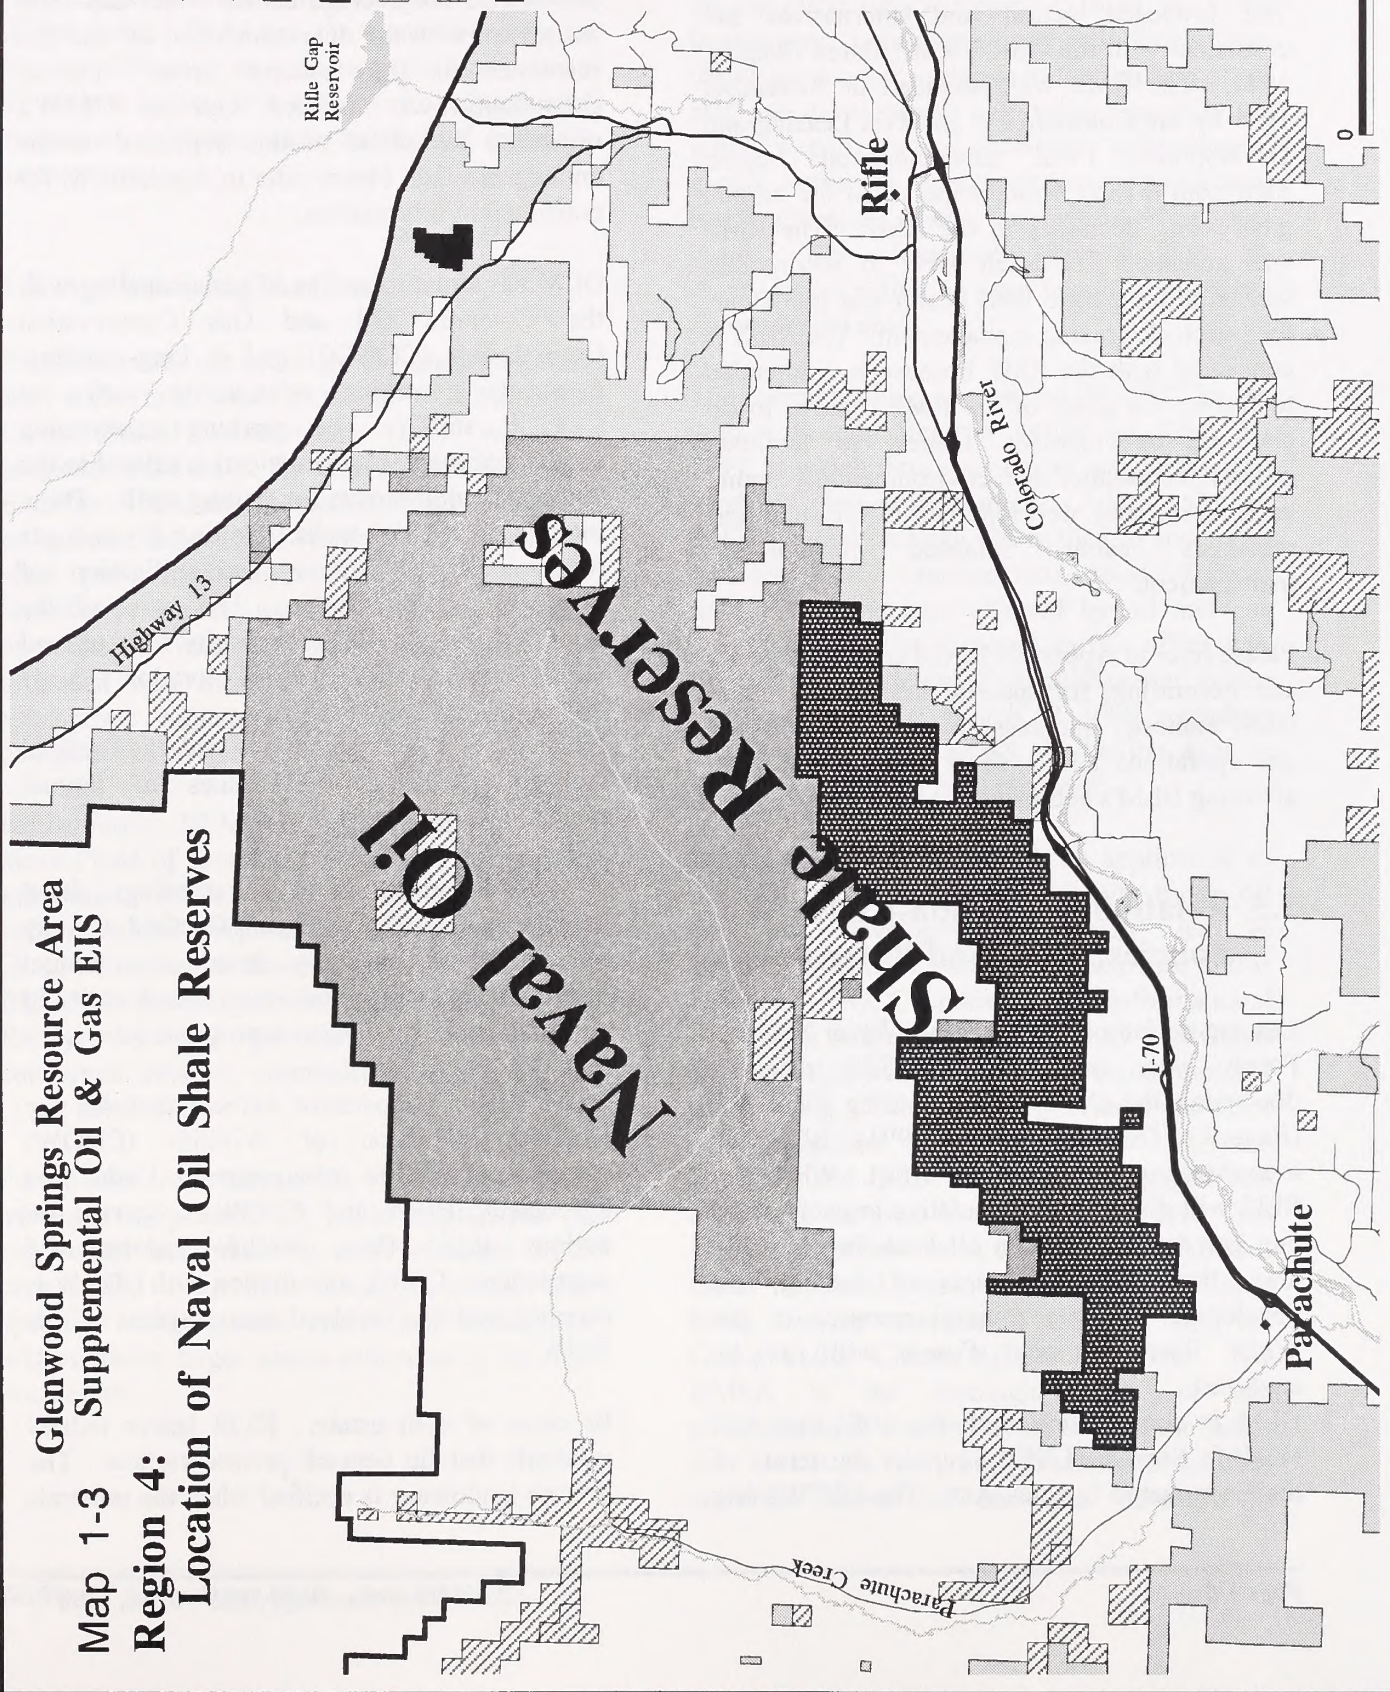 Map 1-3
Glenwood Springs Resource Area
Supplemental Oil & Gas EIS
Region 4:
Location of Naval Oil Shale Reserves
Highway 13
Rifle Gap
Reservoir
Naval Oil
Shale Reserves
Rifle
Colorado River
I-70
Parachute
Parachute Creek
0